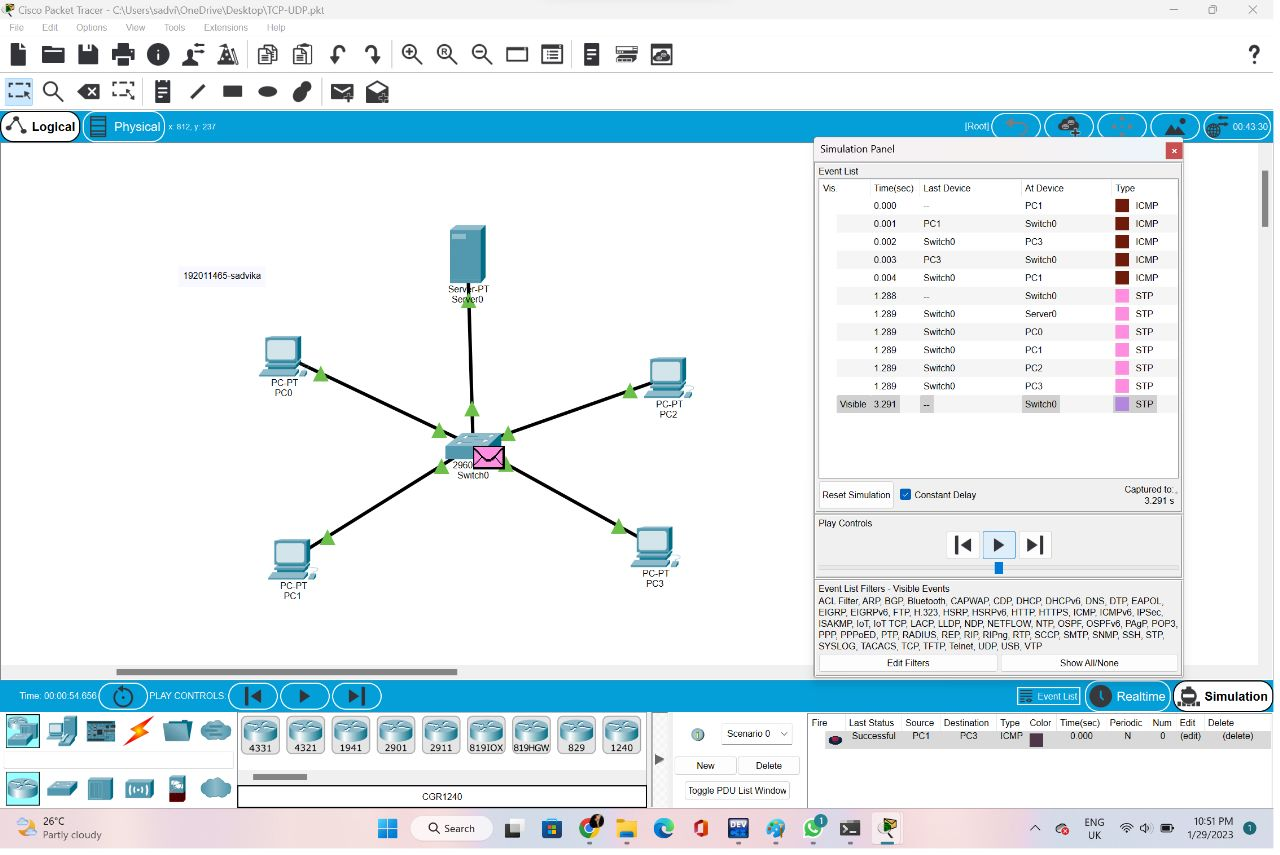 Cisco Packet Tracer - C:\Users\sadvi\OneDrive\Desktop\TCP-UDP.pkt
File Edit Options View Tools Extensions Help
Logical Physical x: 812, y: 237 [Root] 00:43:30
Simulation Panel
Event List
Vis. Time(sec) Last Device At Device Type
0.000 -- PC1 ICMP
0.001 PC1 Switch0 ICMP
0.002 Switch0 PC3 ICMP
0.003 PC3 Switch0 ICMP
0.004 Switch0 PC1 ICMP
1.288 -- Switch0 STP
1.289 Switch0 Server0 STP
1.289 Switch0 PC0 STP
1.289 Switch0 PC1 STP
1.289 Switch0 PC2 STP
1.289 Switch0 PC3 STP
Visible 3.291 -- Switch0 STP
192011465-sadvika
Server-PT
Server0
PC-PT
PC0
PC-PT
PC2
2960
Switch0
PC-PT
PC1
PC-PT
PC3
Reset Simulation Constant Delay
Captured to:
3.291 s
Play Controls
Event List Filters - Visible Events
ACL Filter, ARP, BGP, Bluetooth, CAPWAP, CDP, DHCP, DHCPv6, DNS, DTP, EAPOL,
EIGRP, EIGRPv6, FTP, H.323, HSRP, HSRPv6, HTTP, HTTPS, ICMP, ICMPv6, IPSec,
ISAKMP, IoT, IoT TCP, LACP, LLDP, NDP, NETFLOW, NTP, OSPF, OSPFv6, PAgP, POP3,
PPP, PPPoED, PTP, RADIUS, REP, RIP, RIPng, RTP, SCCP, SMTP, SNMP, SSH, STP,
SYSLOG, TACACS, TCP, TFTP, Telnet, UDP, USB, VTP
Edit Filters Show All/None
Time: 00:00:54.656 PLAY CONTROLS: Event List Realtime Simulation
4331 4321 1941 2901 2911 819IOX 819HGW 829 1240
CGR1240
Scenario 0
New Delete
Toggle PDU List Window
Fire Last Status Source Destination Type Color Time(sec) Periodic Num Edit Delete
Successful PC1 PC3 ICMP 0.000 N 0 (edit) (delete)
26°C
Partly cloudy
Search
DEV
1
ENG
UK
10:51 PM
1/29/2023
1